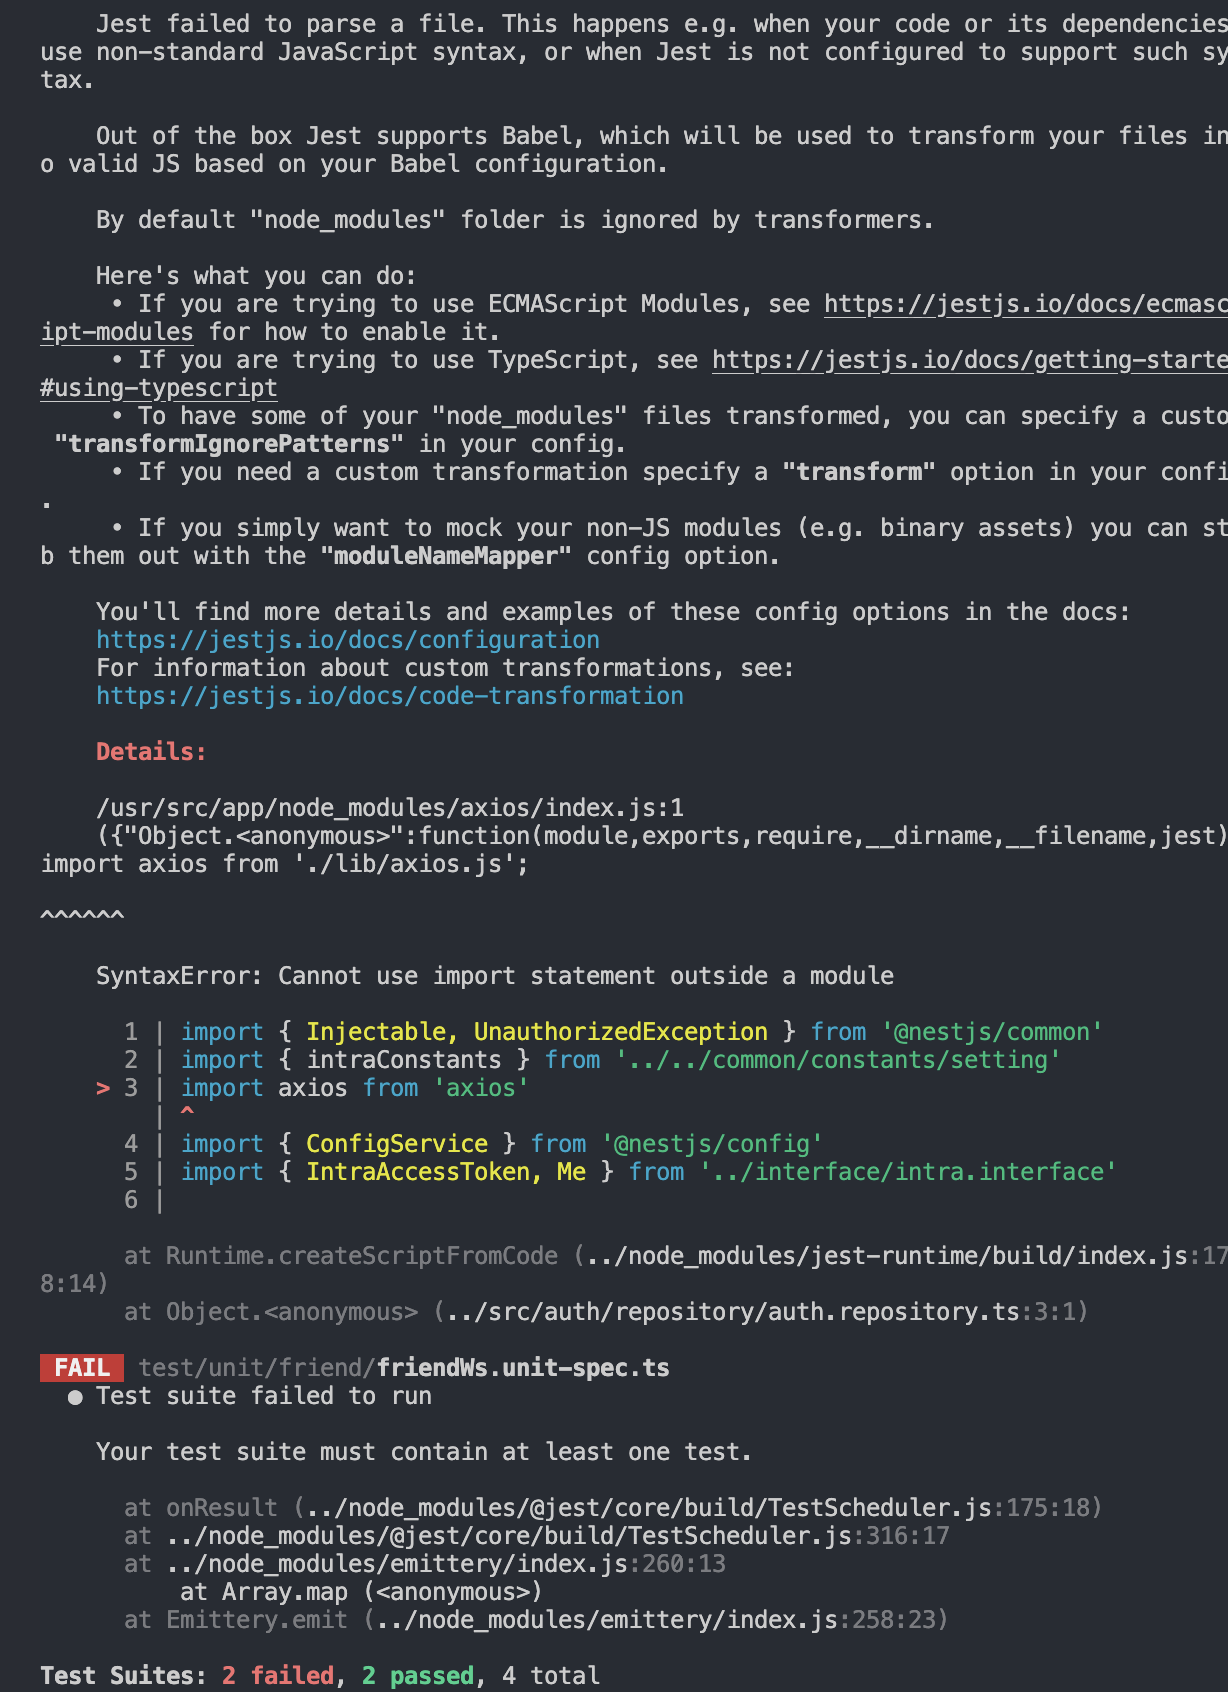 Jest failed to parse a file. This happens e.g. when your code or its dependencies
use non-standard JavaScript syntax, or when Jest is not configured to support such sy
tax.
Out of the box Jest supports Babel, which will be used to transform your files in
o valid JS based on your Babel configuration.
By default "node_modules" folder is ignored by transformers.
Here's what you can do:
• If you are trying to use ECMAScript Modules, see https://jestjs.io/docs/ecmasc
ipt-modules for how to enable it.
• If you are trying to use TypeScript, see https://jestjs.io/docs/getting-starte
#using-typescript
• To have some of your "node_modules" files transformed, you can specify a custo
"transformIgnorePatterns" in your config.
• If you need a custom transformation specify a "transform" option in your confi
.
• If you simply want to mock your non-JS modules (e.g. binary assets) you can st
b them out with the "moduleNameMapper" config option.
You'll find more details and examples of these config options in the docs:
https://jestjs.io/docs/configuration
For information about custom transformations, see:
https://jestjs.io/docs/code-transformation
Details:
/usr/src/app/node_modules/axios/index.js:1
({"Object.<anonymous>":function(module,exports,require,__dirname,__filename,jest)
import axios from './lib/axios.js';
^^^^^^
SyntaxError: Cannot use import statement outside a module
1 | import { Injectable, UnauthorizedException } from '@nestjs/common'
2 | import { intraConstants } from '../../common/constants/setting'
> 3 | import axios from 'axios'
| ^
4 | import { ConfigService } from '@nestjs/config'
5 | import { IntraAccessToken, Me } from '../interface/intra.interface'
6 |
at Runtime.createScriptFromCode (../node_modules/jest-runtime/build/index.js:17
8:14)
at Object.<anonymous> (../src/auth/repository/auth.repository.ts:3:1)
FAIL test/unit/friend/friendWs.unit-spec.ts
● Test suite failed to run
Your test suite must contain at least one test.
at onResult (../node_modules/@jest/core/build/TestScheduler.js:175:18)
at ../node_modules/@jest/core/build/TestScheduler.js:316:17
at ../node_modules/emittery/index.js:260:13
at Array.map (<anonymous>)
at Emittery.emit (../node_modules/emittery/index.js:258:23)
Test Suites: 2 failed, 2 passed, 4 total